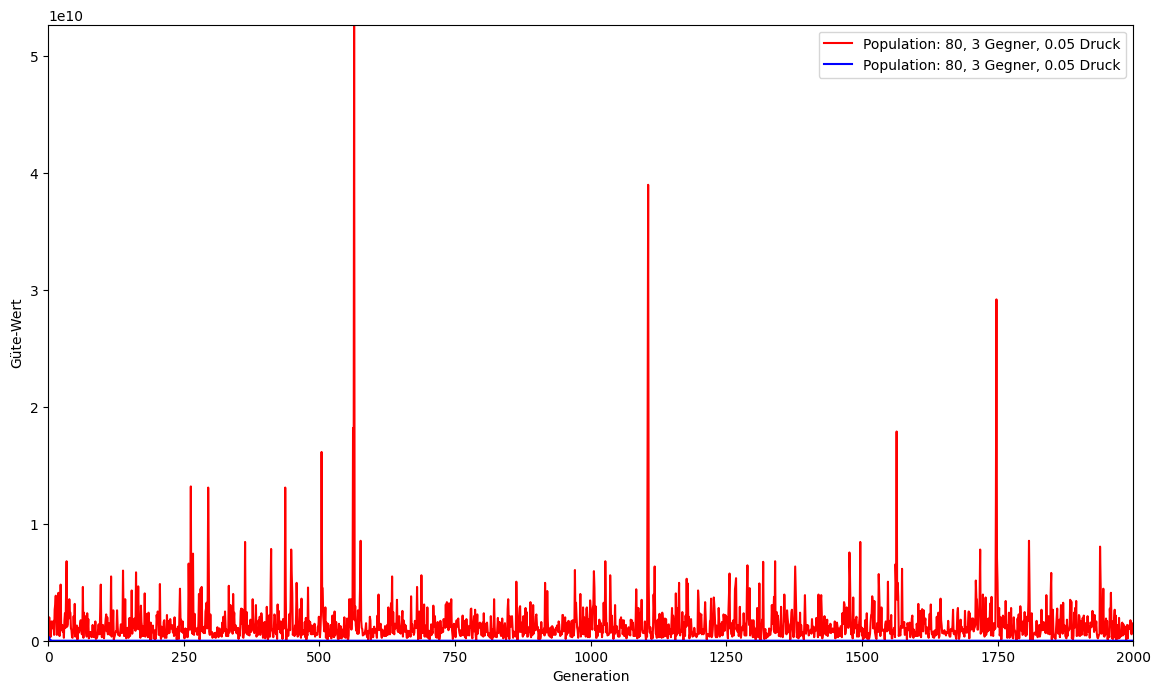 1e10
Population: 80, 3 Gegner, 0.05 Druck
Population: 80, 3 Gegner, 0.05 Druck
5
4
3
2
1
0
Güte-Wert
0 250 500 750 1000 1250 1500 1750 2000
Generation